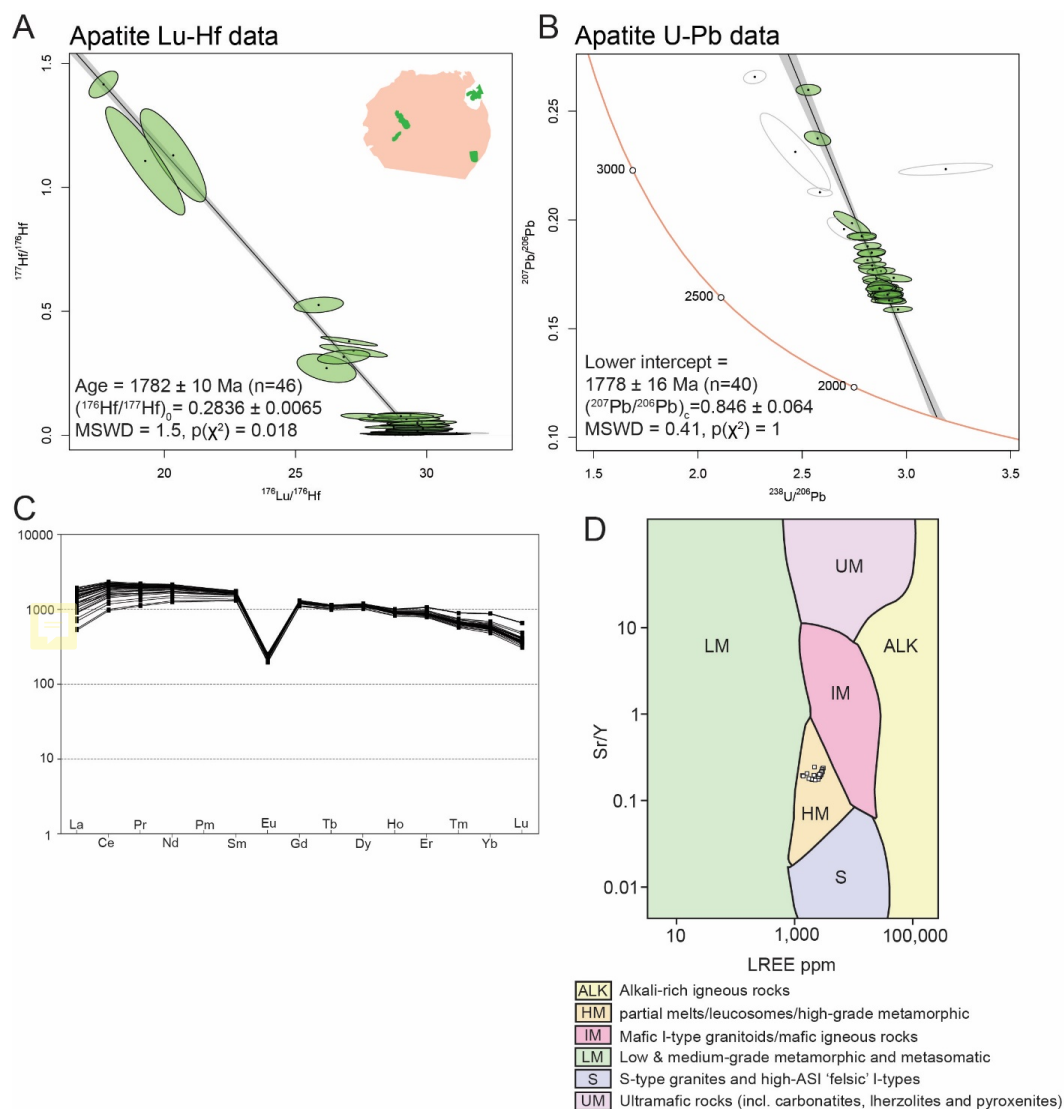 A
Apatite Lu-Hf data
1.5
1.0
0.5
0.0
¹⁷⁷Hf/¹⁷⁶Hf
Age = 1782 ± 10 Ma (n=46)
(¹⁷⁶Hf/¹⁷⁷Hf)₀= 0.2836 ± 0.0065
MSWD = 1.5, p(χ²) = 0.018
20
25
30
¹⁷⁶Lu/¹⁷⁶Hf
B
Apatite U-Pb data
0.25
0.20
0.15
0.10
²⁰⁷Pb/²⁰⁶Pb
3000
2500
2000
Lower intercept =
1778 ± 16 Ma (n=40)
(²⁰⁷Pb/²⁰⁶Pb)c=0.846 ± 0.064
MSWD = 0.41, p(χ²) = 1
1.5
2.0
2.5
3.0
3.5
²³⁸U/²⁰⁶Pb
C
10000
1000
100
10
1
La
Pr
Pm
Eu
Tb
Ho
Tm
Lu
Ce
Nd
Sm
Gd
Dy
Er
Yb
D
UM
LM
ALK
IM
HM
S
10
1
0.1
0.01
Sr/Y
10
1,000
100,000
LREE ppm
ALK Alkali-rich igneous rocks
HM partial melts/leucosomes/high-grade metamorphic
IM Mafic I-type granitoids/mafic igneous rocks
LM Low & medium-grade metamorphic and metasomatic
S S-type granites and high-ASI ‘felsic’ I-types
UM Ultramafic rocks (incl. carbonatites, lherzolites and pyroxenites)